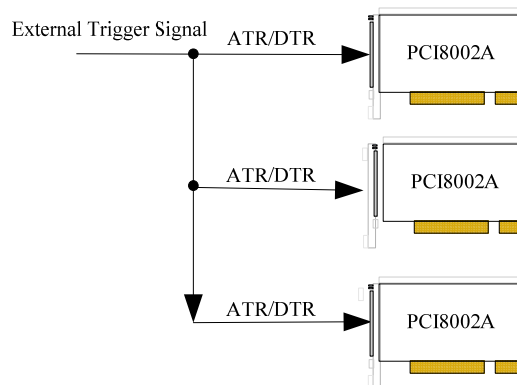 External Trigger Signal
ATR/DTR
PCI8002A
ATR/DTR
PCI8002A
ATR/DTR
PCI8002A